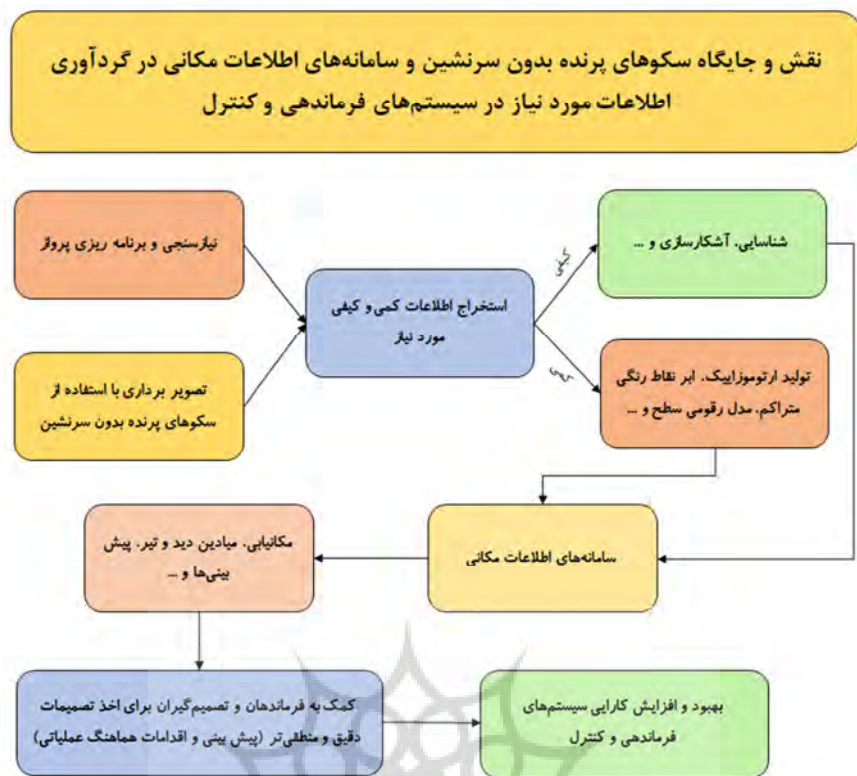 نقش و جایگاه سکوهای پرنده بدون سرنشین و سامانه‌های اطلاعات مکانی در گردآوری
اطلاعات مورد نیاز در سیستم‌های فرماندهی و کنترل
نیازسنجی و برنامه ریزی پرواز
تصویر برداری با استفاده از
سکوهای پرنده بدون سرنشین
استخراج اطلاعات کمی و کیفی
مورد نیاز
کیفی
شناسایی، آشکارسازی و ...
کمی
تولید ارتوموزاییک، ابر نقاط رنگی
متراکم، مدل رقومی سطح و ...
سامانه‌های اطلاعات مکانی
مکانیابی، میادین دید و تیر، پیش
بینی‌ها و ...
کمک به فرماندهان و تصمیم‌گیران برای اخذ تصمیمات
دقیق و منطقی‌تر (پیش بینی و اقدامات هماهنگ عملیاتی)
بهبود و افزایش کارایی سیستم‌های
فرماندهی و کنترل